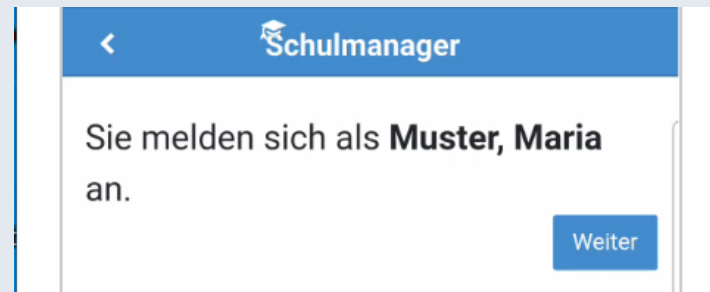 Schulmanager
Sie melden sich als Muster, Maria
an.
Weiter